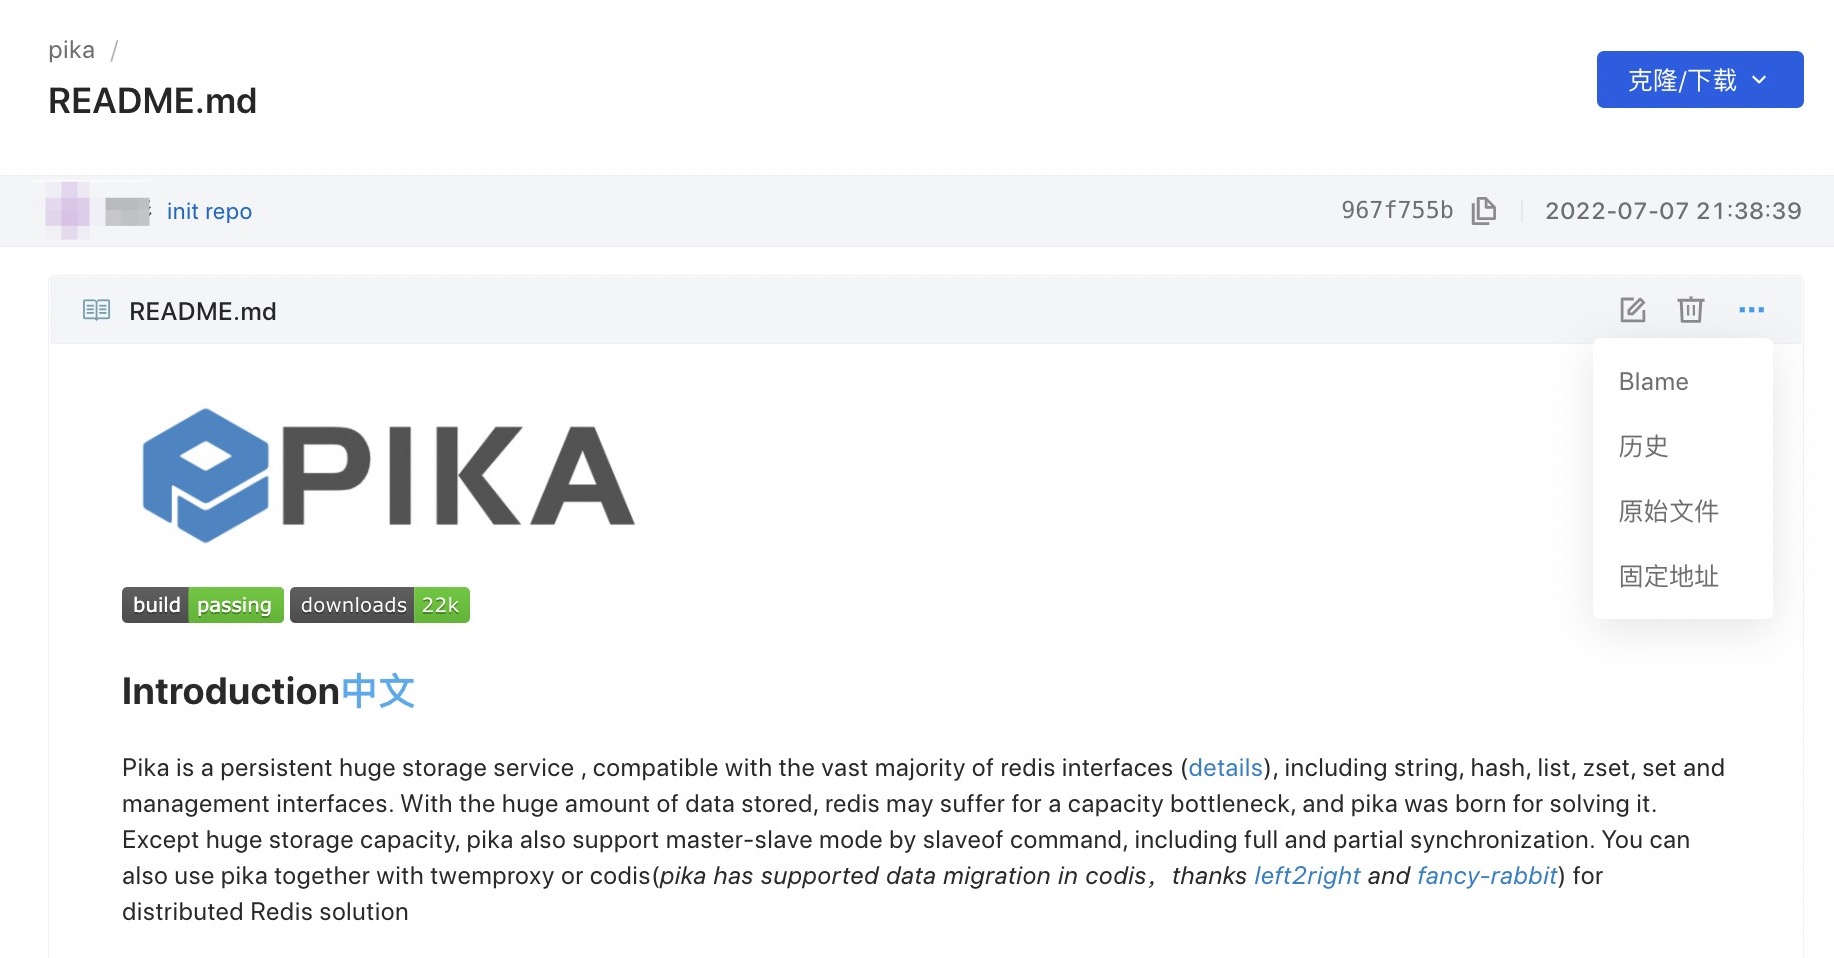 pika /
README.md
克隆/下载
init repo
967f755b
2022-07-07 21:38:39
README.md
Blame
历史
原始文件
固定地址
PIKA
build passing downloads 22k
Introduction中文
Pika is a persistent huge storage service , compatible with the vast majority of redis interfaces (details), including string, hash, list, zset, set and
management interfaces. With the huge amount of data stored, redis may suffer for a capacity bottleneck, and pika was born for solving it.
Except huge storage capacity, pika also support master-slave mode by slaveof command, including full and partial synchronization. You can
also use pika together with twemproxy or codis(pika has supported data migration in codis，thanks left2right and fancy-rabbit) for
distributed Redis solution